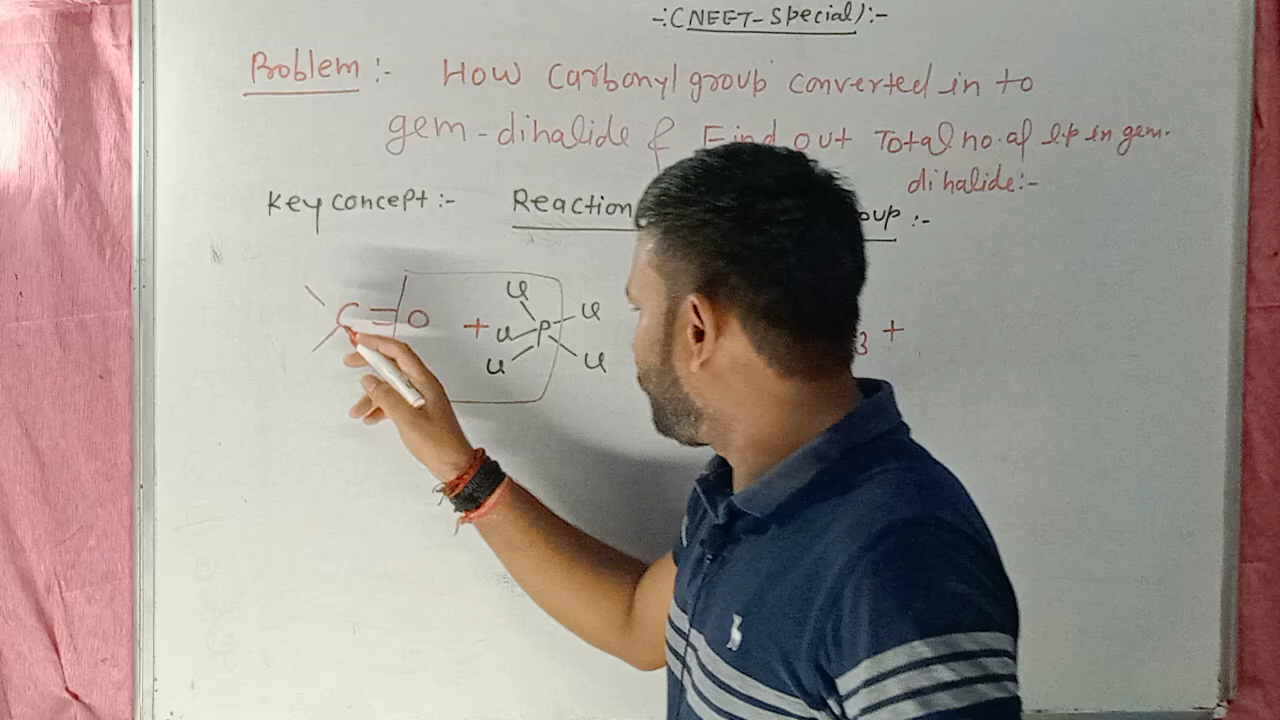 -:(NEET-Special):-
Problem:- How Carbonyl group converted in to
gem-dihalide & Find out Total no. of l.p in gem-
dihalide:-
Key concept:- Reaction oup:-
C=O + Cl Cl Cl P Cl Cl 3 +